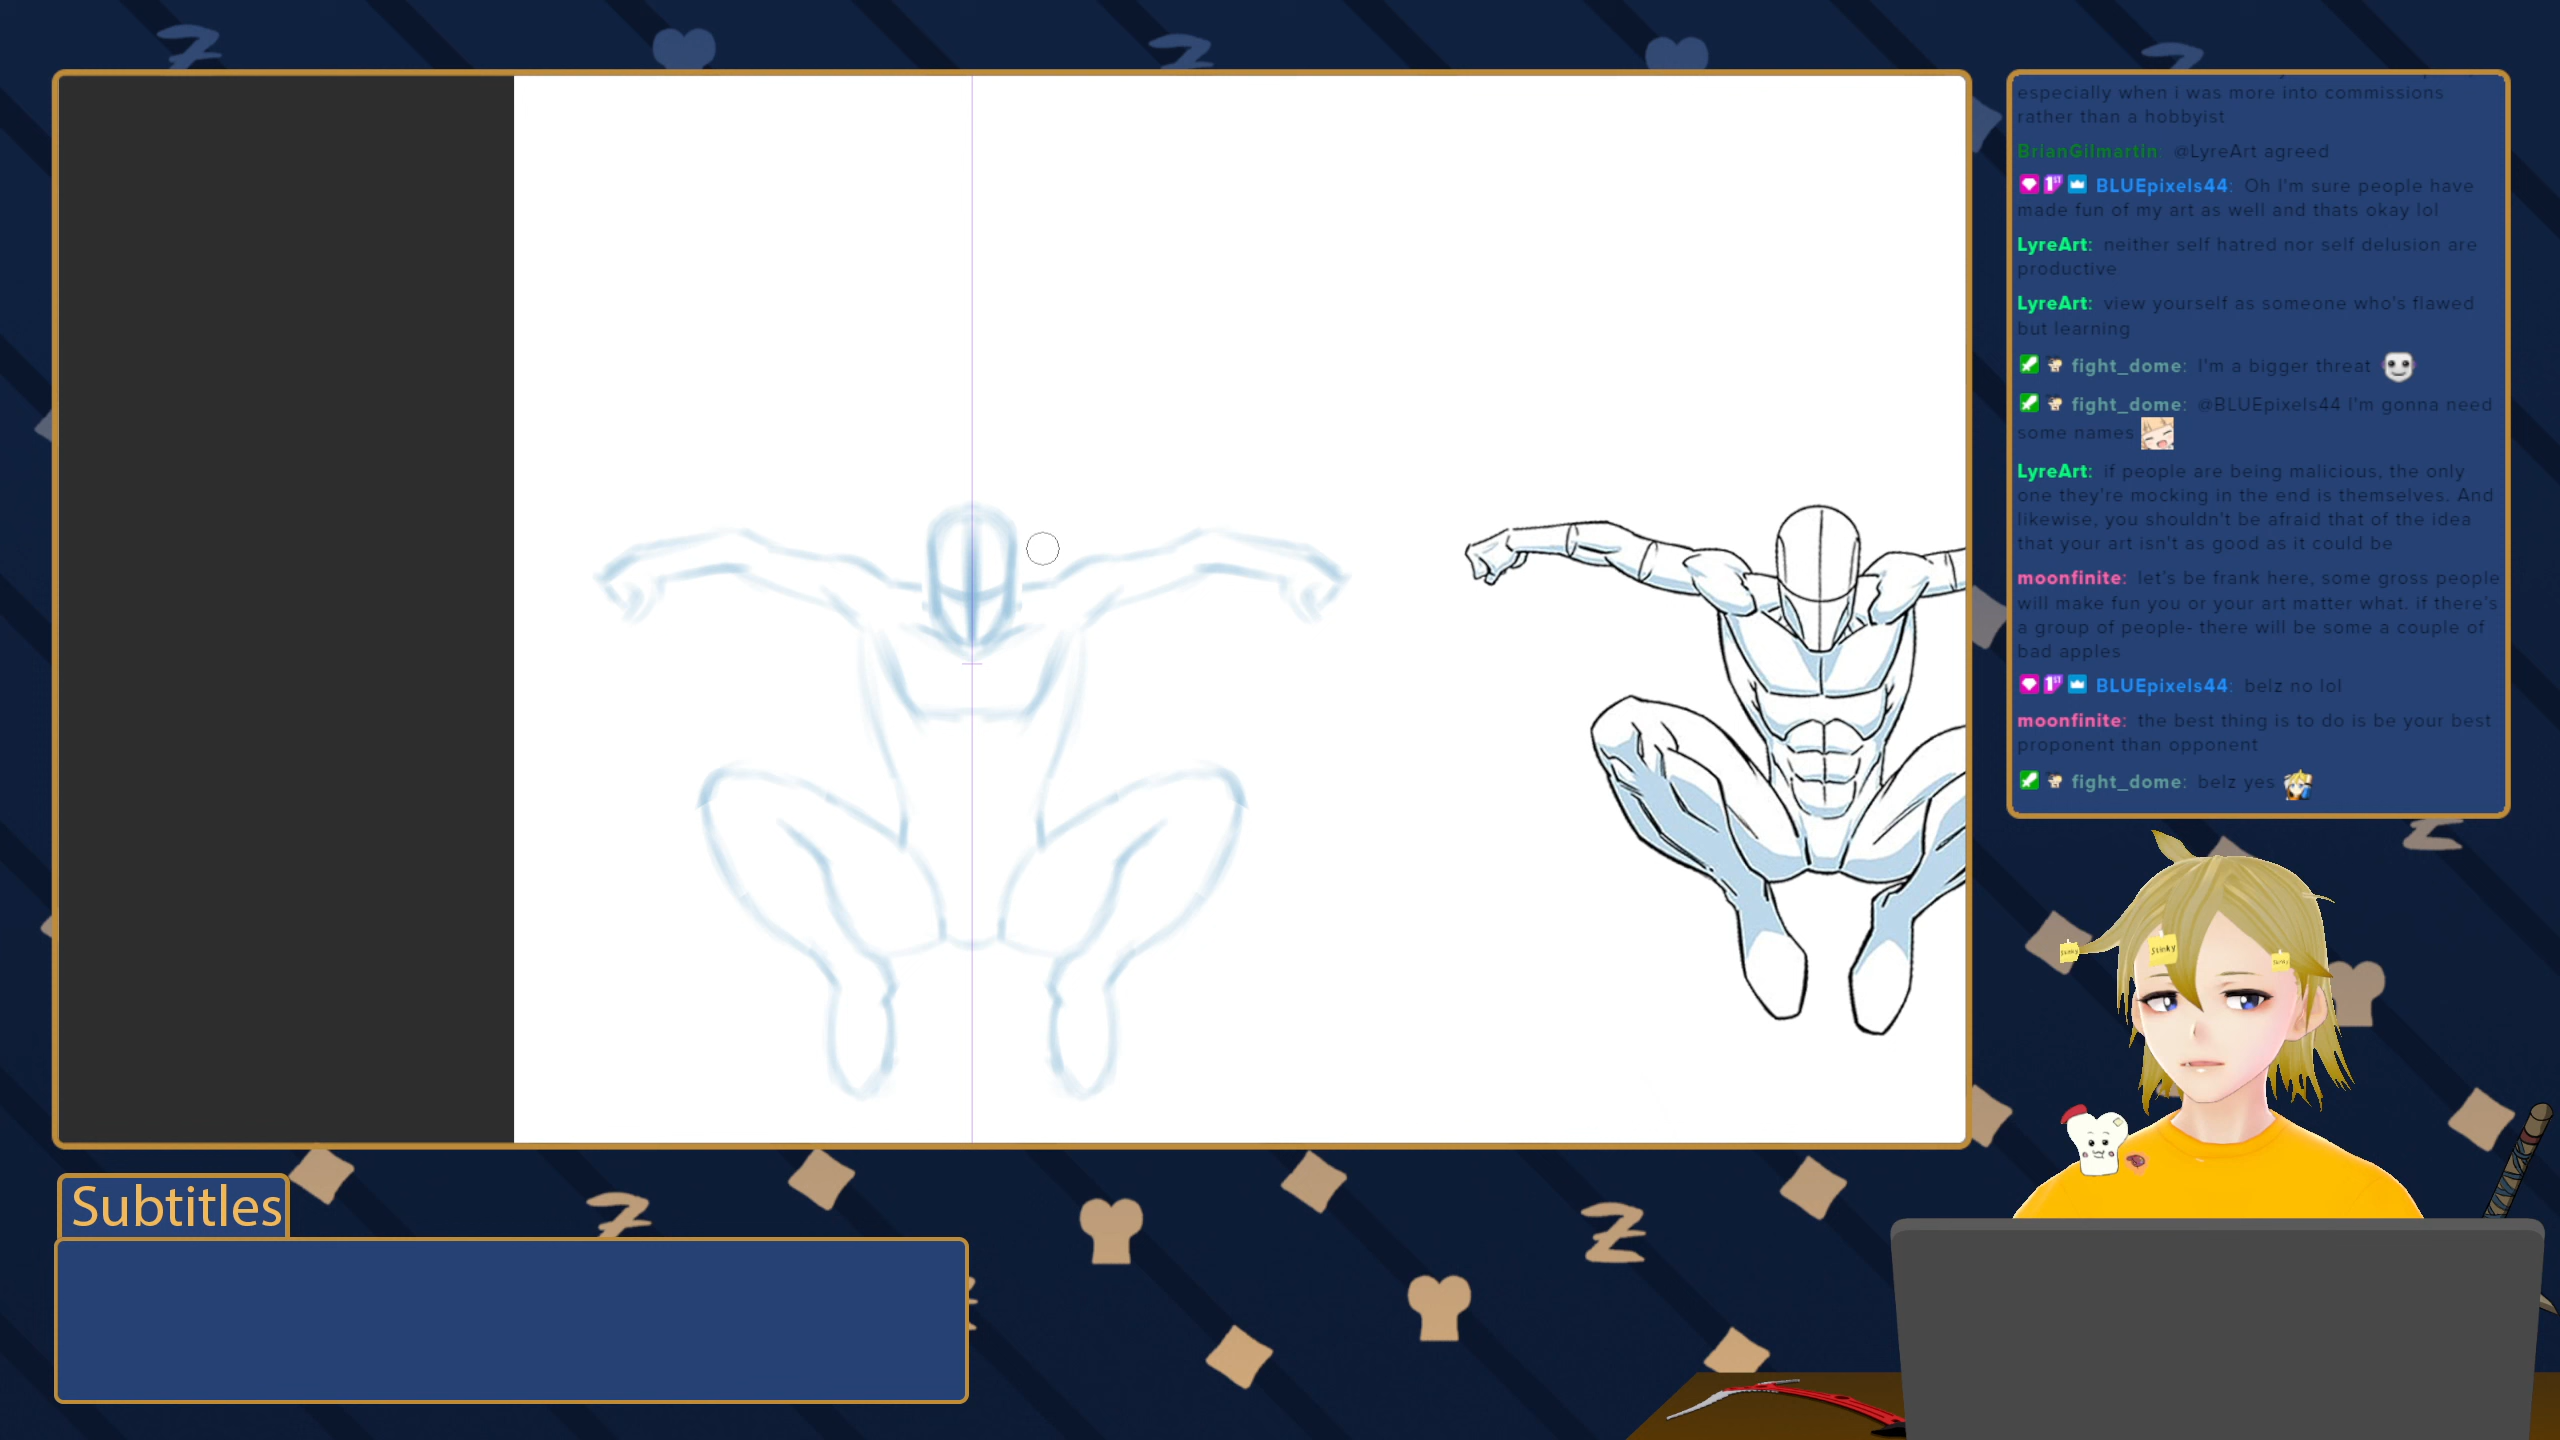 especially when i was more into commissions
rather than a hobbyist
BrianGilmartin: @LyreArt agreed
BLUEpixels44: Oh I'm sure people have
made fun of my art as well and thats okay lol
LyreArt: neither self hatred nor self delusion are
productive
LyreArt: view yourself as someone who's flawed
but learning
fight_dome: I'm a bigger threat
fight_dome: @BLUEpixels44 I'm gonna need
some names
LyreArt: if people are being malicious, the only
one they're mocking in the end is themselves. And
likewise, you shouldn't be afraid that of the idea
that your art isn't as good as it could be
moonfinite: let's be frank here, some gross people
will make fun you or your art matter what. if there's
a group of people- there will be some a couple of
bad apples
BLUEpixels44: belz no lol
moonfinite: the best thing is to do is be your best
proponent than opponent
fight_dome: belz yes
Stinky
Subtitles